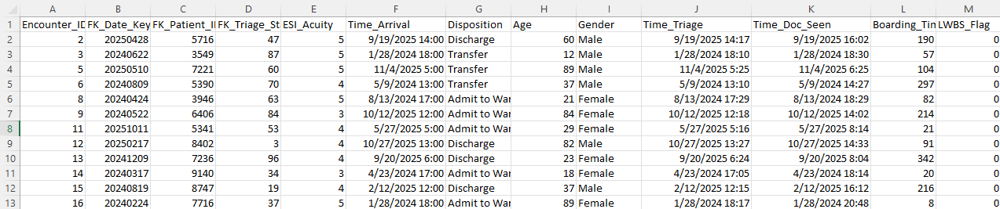 A B C D E F G H I J K L M
1 Encounter_ID FK_Date_Key FK_Patient_I FK_Triage_St ESI_Acuity Time_Arrival Disposition Age Gender Time_Triage Time_Doc_Seen Boarding_Tin LWBS_Flag
2 2 20250428 5716 47 5 9/19/2025 14:00 Discharge 60 Male 9/19/2025 14:17 9/19/2025 16:02 190 0
3 3 20240622 3549 87 5 1/28/2024 18:00 Transfer 12 Male 1/28/2024 18:10 1/28/2024 18:30 57 0
4 5 20250510 7221 60 5 11/4/2025 5:00 Transfer 89 Male 11/4/2025 5:25 11/4/2025 6:25 104 0
5 6 20240809 5390 70 4 5/9/2024 13:00 Transfer 37 Male 5/9/2024 13:10 5/9/2024 14:27 297 0
6 8 20240424 3946 63 5 8/13/2024 17:00 Admit to War 21 Female 8/13/2024 17:29 8/13/2024 18:29 82 0
7 9 20240522 6406 84 3 10/12/2025 12:00 Admit to War 84 Female 10/12/2025 12:18 10/12/2025 14:02 214 0
8 11 20251011 5341 53 4 5/27/2025 5:00 Admit to War 29 Female 5/27/2025 5:16 5/27/2025 8:14 21 0
9 12 20250217 8402 3 4 10/27/2025 13:00 Discharge 82 Male 10/27/2025 13:27 10/27/2025 14:33 91 0
10 13 20241209 7236 96 4 9/20/2025 6:00 Discharge 23 Female 9/20/2025 6:24 9/20/2025 8:04 342 0
11 14 20240317 9140 34 3 4/23/2024 17:00 Admit to War 18 Female 4/23/2024 17:05 4/23/2024 18:14 20 0
12 15 20240819 8747 19 4 2/12/2025 12:00 Discharge 37 Male 2/12/2025 12:15 2/12/2025 16:12 216 0
13 16 20240224 7716 37 5 1/28/2024 18:00 Admit to War 89 Female 1/28/2024 18:17 1/28/2024 20:48 8 0